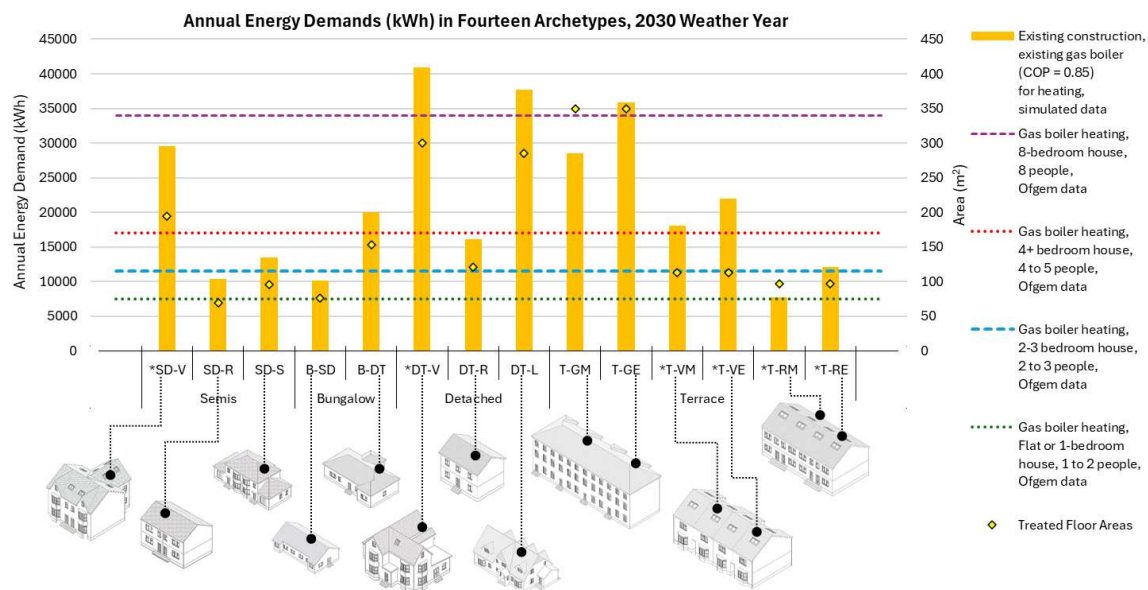 Annual Energy Demands (kWh) in Fourteen Archetypes, 2030 Weather Year
Annual Energy Demand (kWh)
45000
40000
35000
30000
25000
20000
15000
10000
5000
0
450
400
350
300
250
200
150
100
50
0
Area (m²)
*SD-V SD-R SD-S B-SD B-DT *DT-V DT-R DT-L T-GM T-GE *T-VM *T-VE *T-RM *T-RE
Semis Bungalow Detached Terrace
Existing construction,
existing gas boiler
(COP = 0.85)
for heating,
simulated data
Gas boiler heating,
8-bedroom house,
8 people,
Ofgem data
Gas boiler heating,
4+ bedroom house,
4 to 5 people,
Ofgem data
Gas boiler heating,
2-3 bedroom house,
2 to 3 people,
Ofgem data
Gas boiler heating,
Flat or 1-bedroom
house, 1 to 2 people,
Ofgem data
Treated Floor Areas